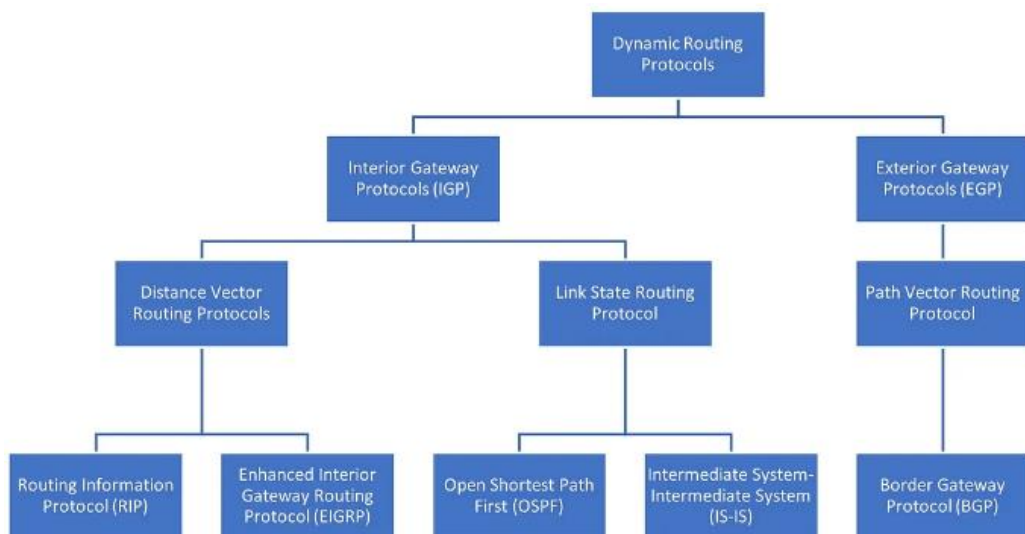 Dynamic Routing
Protocols
Interior Gateway
Protocols (IGP)
Exterior Gateway
Protocols (EGP)
Distance Vector
Routing Protocols
Link State Routing
Protocol
Path Vector Routing
Protocol
Routing Information
Protocol (RIP)
Enhanced Interior
Gateway Routing
Protocol (EIGRP)
Open Shortest Path
First (OSPF)
Intermediate System-
Intermediate System
(IS-IS)
Border Gateway
Protocol (BGP)